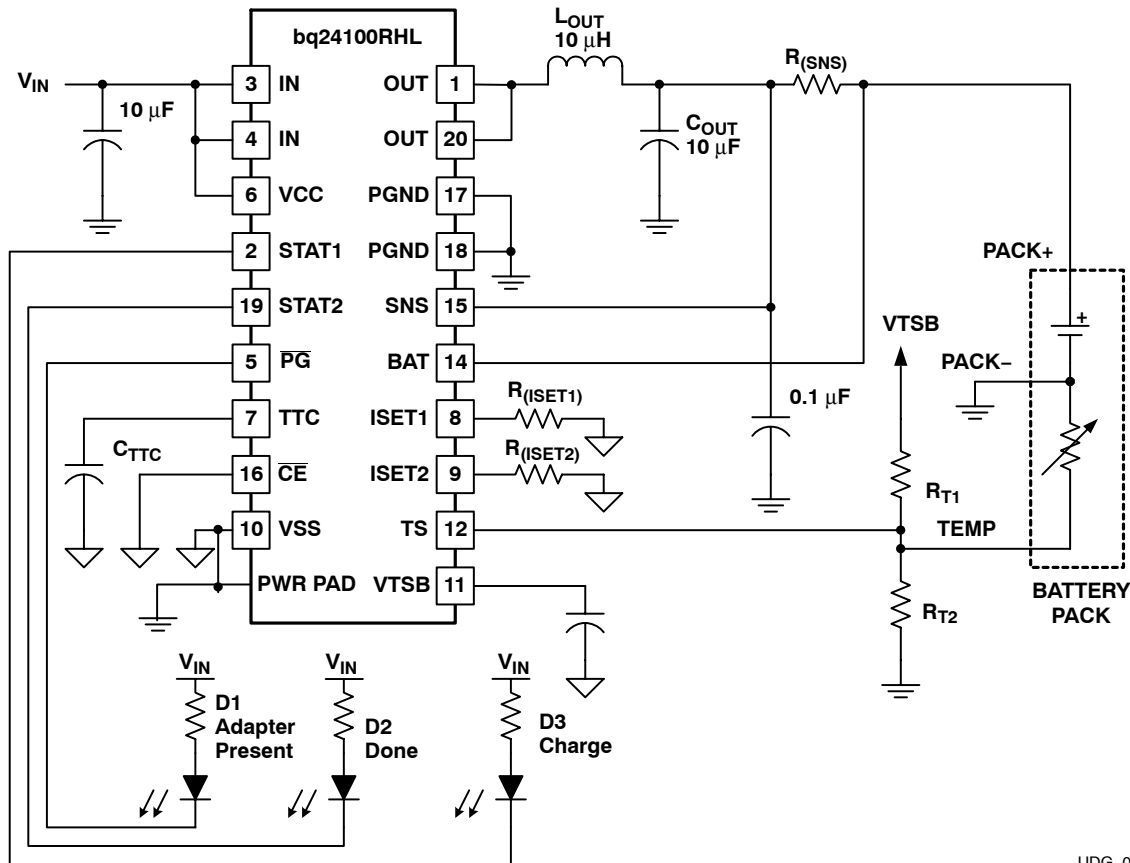 bq24100RHL
L_OUT
10 μH
R_(SNS)
V_IN
10 μF
3 IN
OUT 1
4 IN
OUT 20
C_OUT
10 μF
6 VCC
PGND 17
2 STAT1
PGND 18
PACK+
19 STAT2
SNS 15
VTSB
+
5 PG
BAT 14
PACK–
7 TTC
ISET1 8
R_(ISET1)
0.1 μF
C_TTC
16 CE
ISET2 9
R_(ISET2)
R_T1
10 VSS
TS 12
TEMP
PWR PAD
VTSB 11
R_T2
BATTERY
PACK
V_IN
V_IN
V_IN
D1
Adapter
Present
D2
Done
D3
Charge